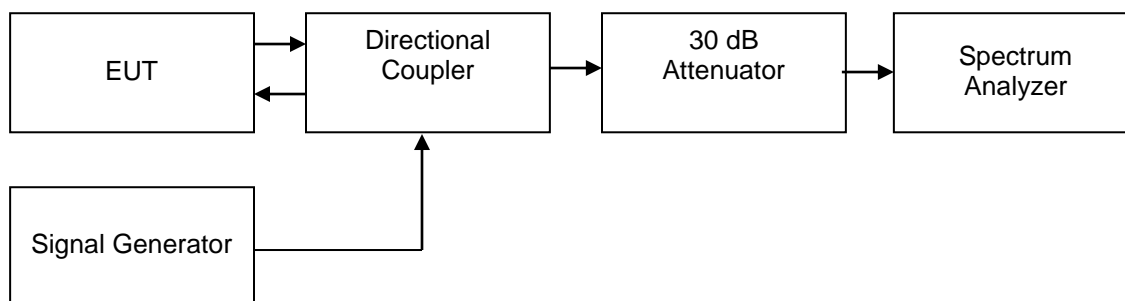 EUT
Directional
Coupler
30 dB
Attenuator
Spectrum
Analyzer
Signal Generator